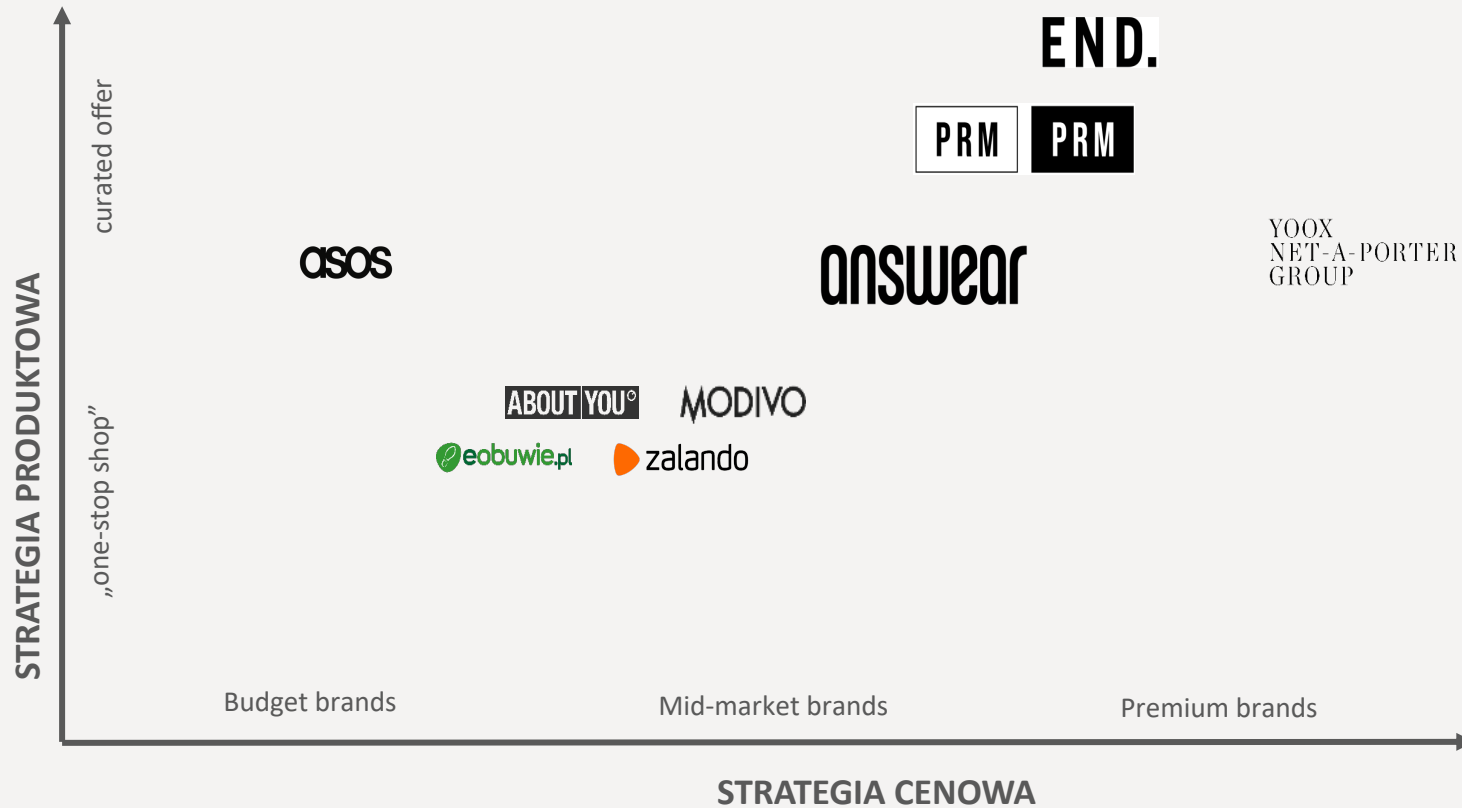 END.
PRM PRM
curated offer
asos
answear
YOOX
NET-A-PORTER
GROUP
STRATEGIA PRODUKTOWA
ABOUT YOU°
MODIVO
„one-stop shop”
eobuwie.pl
zalando
Budget brands
Mid-market brands
Premium brands
STRATEGIA CENOWA